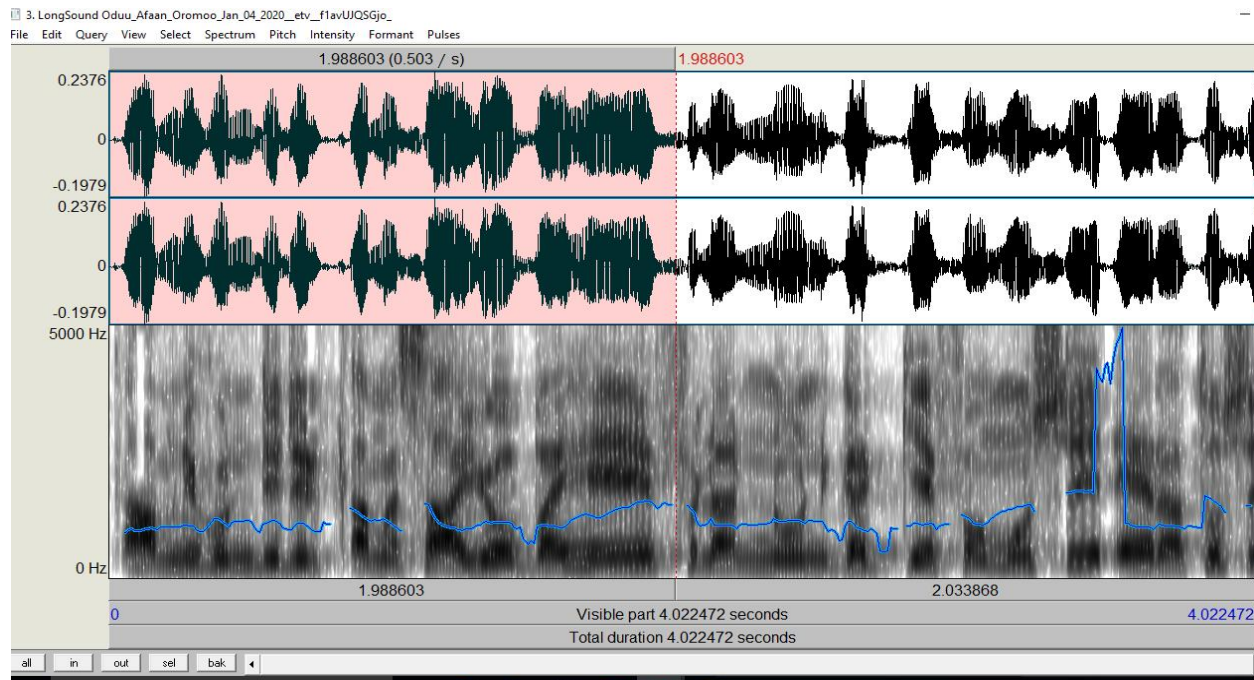 3. LongSound Oduu_Afaan_Oromoo_Jan_04_2020__etv__f1avUJQSGjo_
File Edit Query View Select Spectrum Pitch Intensity Formant Pulses
1.988603 (0.503 / s) 1.988603
0.2376
0
-0.1979
0.2376
0
-0.1979
5000 Hz
0 Hz
1.988603 2.033868
0 Visible part 4.022472 seconds 4.022472
Total duration 4.022472 seconds
all in out sel bak